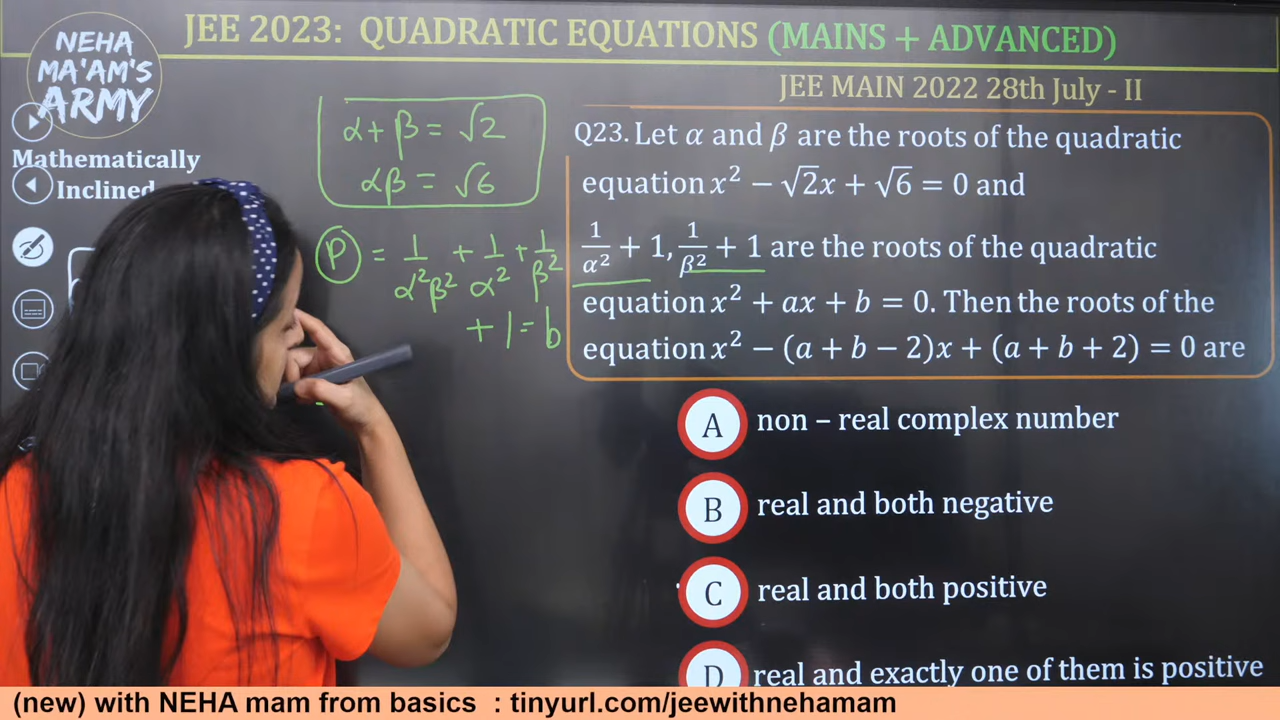 JEE 2023: QUADRATIC EQUATIONS (MAINS + ADVANCED)
NEHA
MA'AM'S
ARMY
JEE MAIN 2022 28th July - II
Mathematically
Inclined
α + β = √2
αβ = √6
P = 1/α²β² + 1/α² + 1/β²
+ 1 = b
Q23. Let α and β are the roots of the quadratic
equation x² − √2x + √6 = 0 and
1/α² + 1, 1/β² + 1 are the roots of the quadratic
equation x² + ax + b = 0. Then the roots of the
equation x² − (a + b − 2)x + (a + b + 2) = 0 are
A non – real complex number
B real and both negative
C real and both positive
D real and exactly one of them is positive
(new) with NEHA mam from basics : tinyurl.com/jeewithnehamam